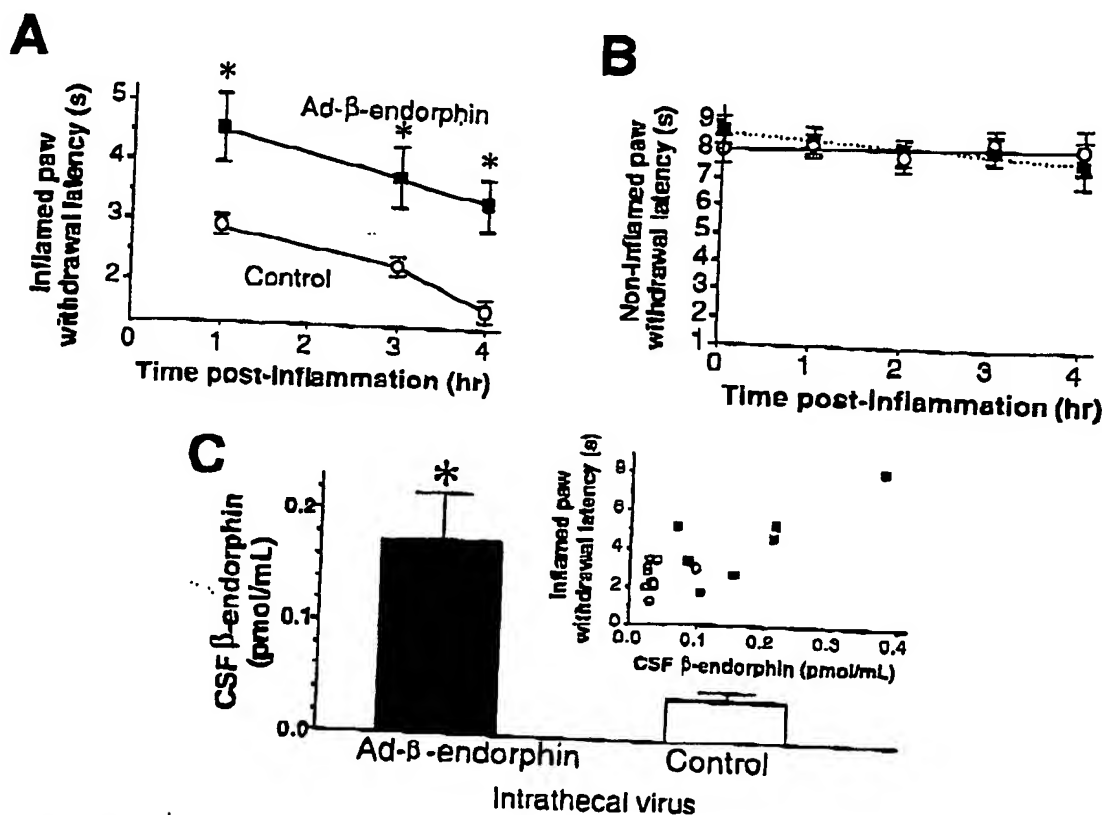 A
Inflamed paw
withdrawal latency (s)
5
4
3
2
*
*
*
Ad-β-endorphin
Control
0
1
2
3
4
Time post-Inflammation (hr)
B
Non-Inflamed paw
withdrawal latency (s)
9
8
7
6
5
4
3
2
1
0
1
2
3
4
Time post-Inflammation (hr)
C
CSF β-endorphin
(pmol/mL)
0.2
0.1
0.0
*
Ad-β-endorphin
Control
Intrathecal virus
Inflamed paw
withdrawal latency (s)
8
6
4
2
0
0.0
0.1
0.2
0.3
0.4
CSF β-endorphin (pmol/mL)